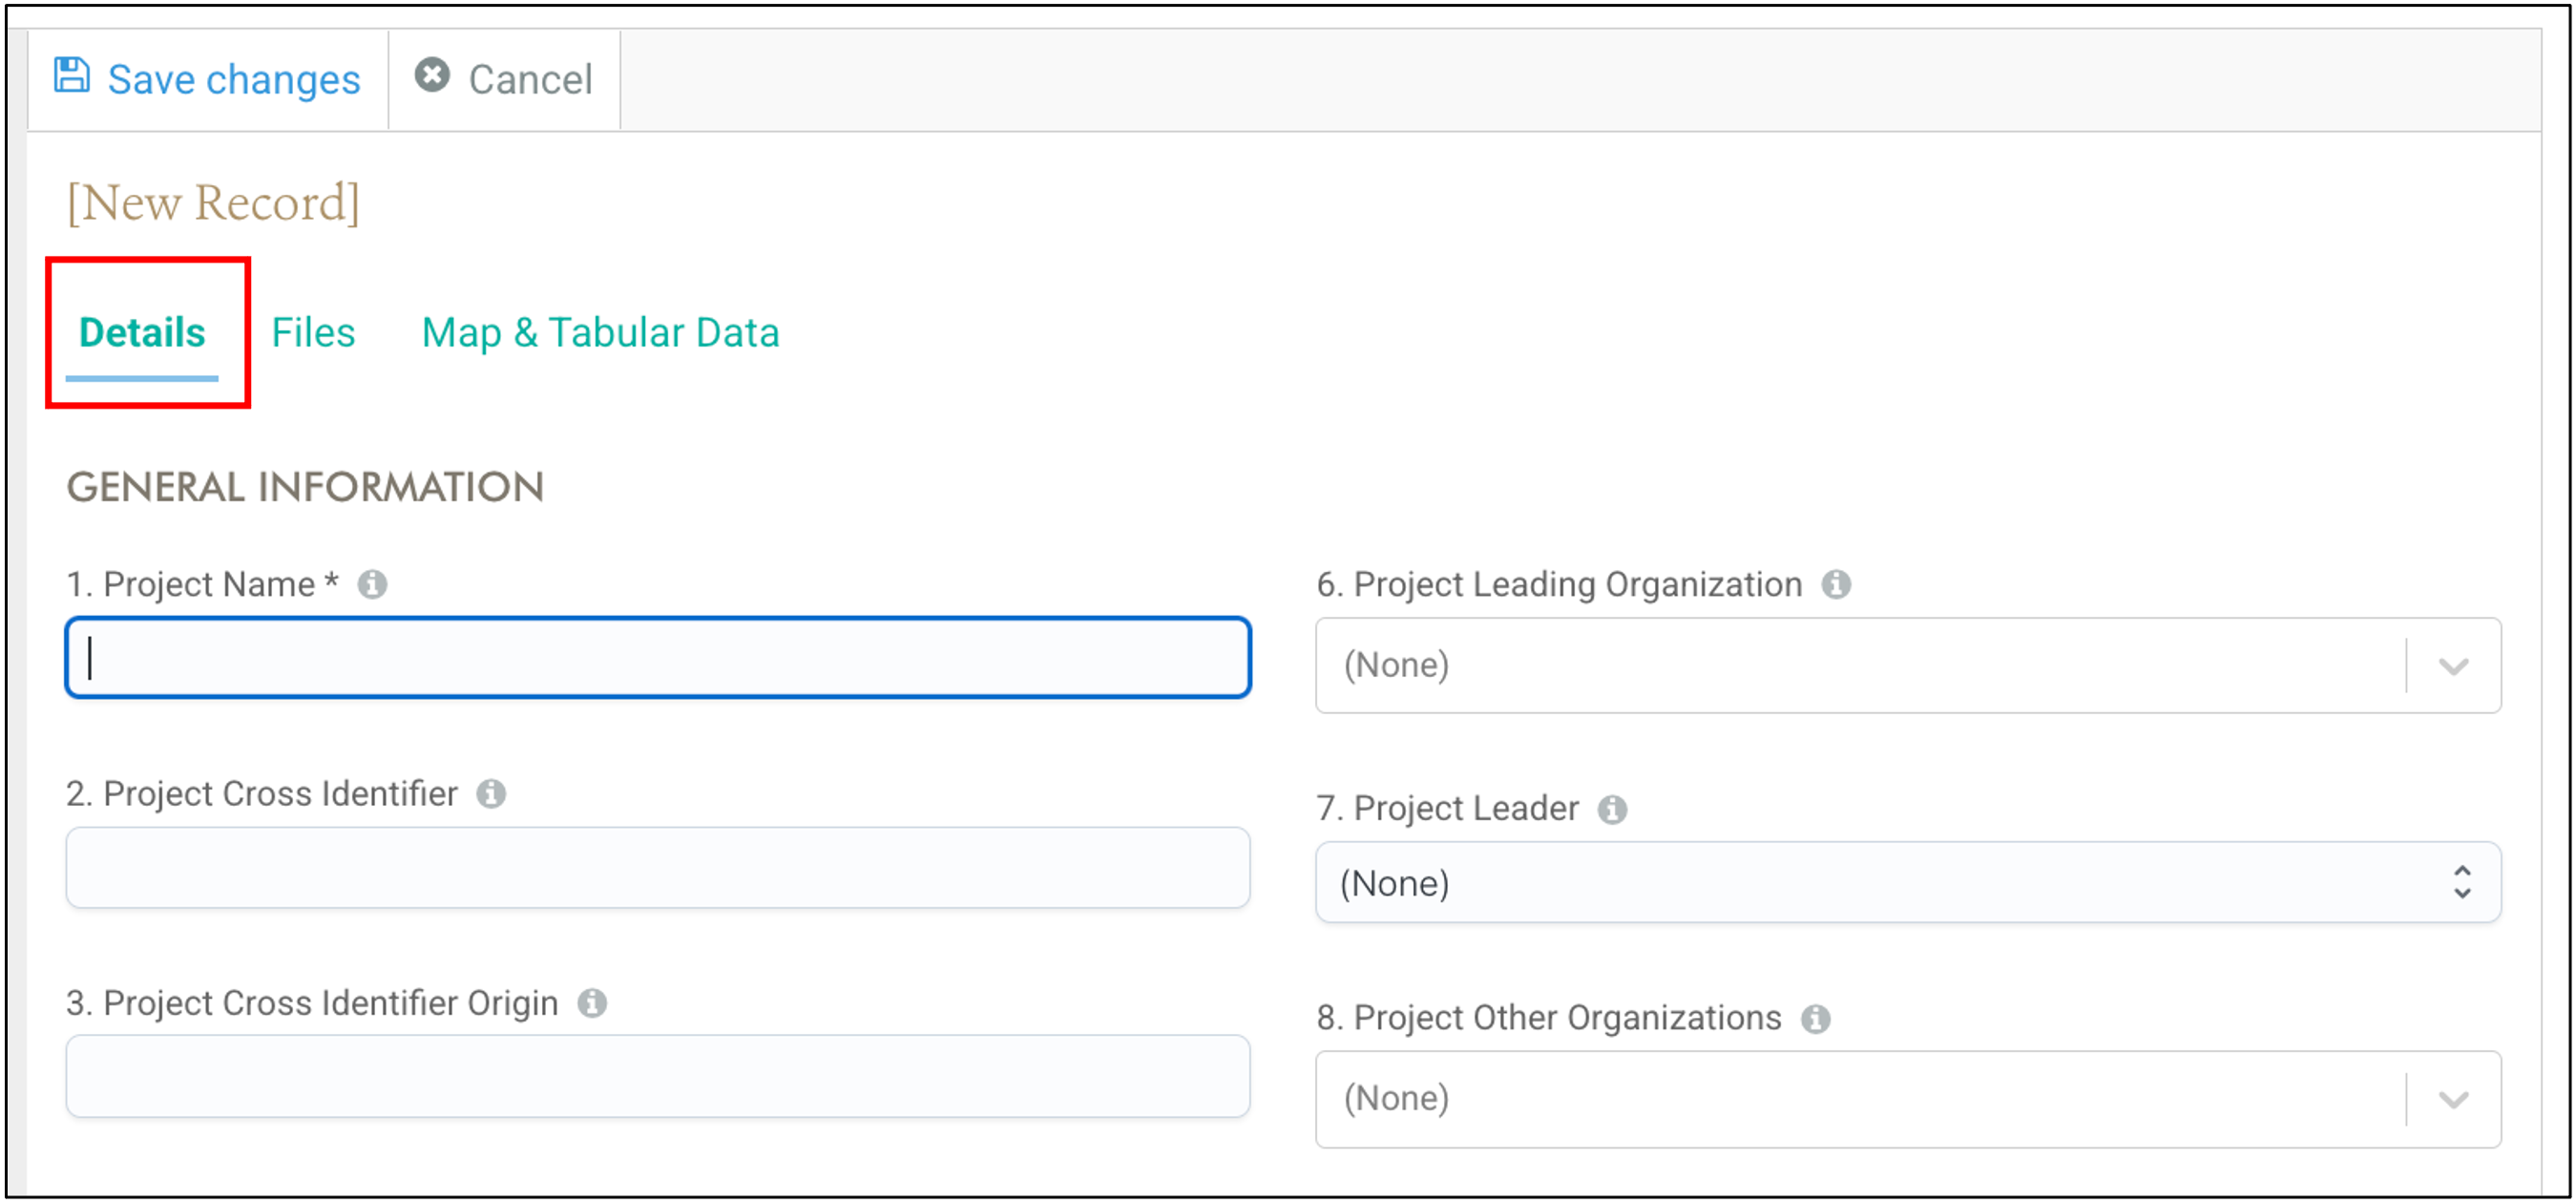 Save changes
Cancel
[New Record]
Details
Files
Map & Tabular Data
GENERAL INFORMATION
1. Project Name *
2. Project Cross Identifier
3. Project Cross Identifier Origin
6. Project Leading Organization
(None)
7. Project Leader
(None)
8. Project Other Organizations
(None)